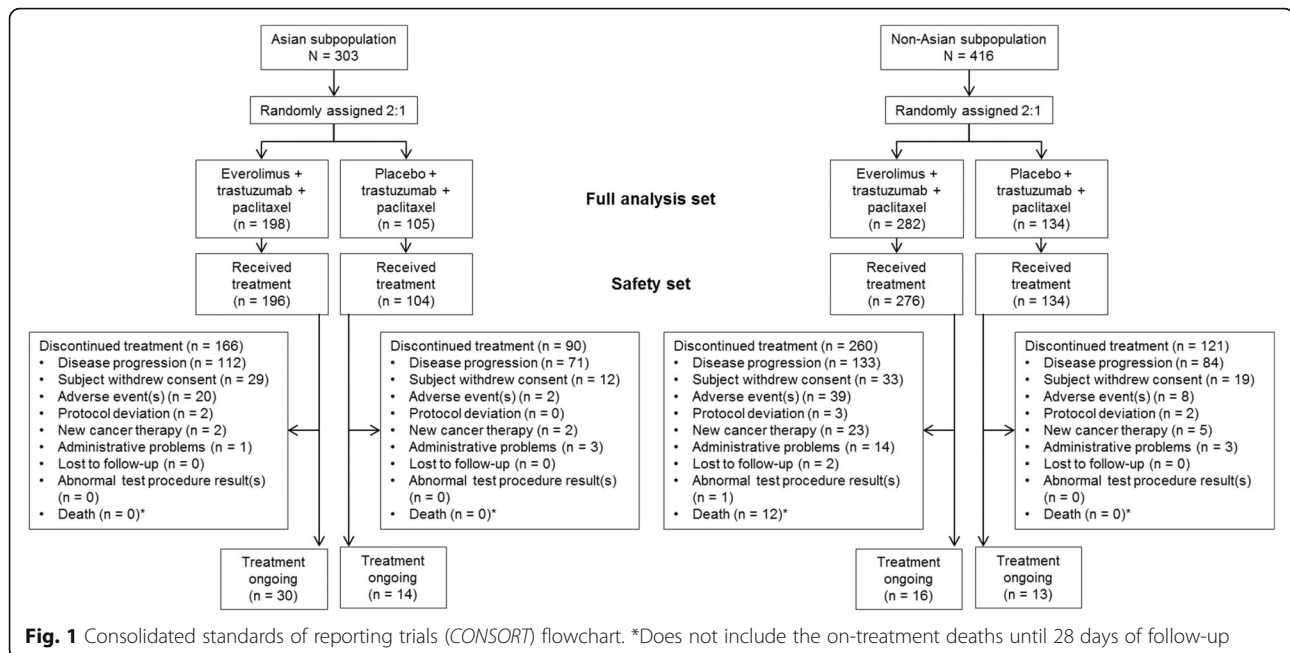 Asian subpopulation
N = 303
Randomly assigned 2:1
Everolimus +
trastuzumab +
paclitaxel
(n = 198)
Placebo +
trastuzumab +
paclitaxel
(n = 105)
Full analysis set
Received
treatment
(n = 196)
Received
treatment
(n = 104)
Safety set
Discontinued treatment (n = 166)
• Disease progression (n = 112)
• Subject withdrew consent (n = 29)
• Adverse event(s) (n = 20)
• Protocol deviation (n = 2)
• New cancer therapy (n = 2)
• Administrative problems (n = 1)
• Lost to follow-up (n = 0)
• Abnormal test procedure result(s)
(n = 0)
• Death (n = 0)*
Discontinued treatment (n = 90)
• Disease progression (n = 71)
• Subject withdrew consent (n = 12)
• Adverse event(s) (n = 2)
• Protocol deviation (n = 0)
• New cancer therapy (n = 2)
• Administrative problems (n = 3)
• Lost to follow-up (n = 0)
• Abnormal test procedure result(s)
(n = 0)
• Death (n = 0)*
Treatment
ongoing
(n = 30)
Treatment
ongoing
(n = 14)
Non-Asian subpopulation
N = 416
Randomly assigned 2:1
Everolimus +
trastuzumab +
paclitaxel
(n = 282)
Placebo +
trastuzumab +
paclitaxel
(n = 134)
Received
treatment
(n = 276)
Received
treatment
(n = 134)
Discontinued treatment (n = 260)
• Disease progression (n = 133)
• Subject withdrew consent (n = 33)
• Adverse event(s) (n = 39)
• Protocol deviation (n = 3)
• New cancer therapy (n = 23)
• Administrative problems (n = 14)
• Lost to follow-up (n = 2)
• Abnormal test procedure result(s)
(n = 1)
• Death (n = 12)*
Discontinued treatment (n = 121)
• Disease progression (n = 84)
• Subject withdrew consent (n = 19)
• Adverse event(s) (n = 8)
• Protocol deviation (n = 2)
• New cancer therapy (n = 5)
• Administrative problems (n = 3)
• Lost to follow-up (n = 0)
• Abnormal test procedure result(s)
(n = 0)
• Death (n = 0)*
Treatment
ongoing
(n = 16)
Treatment
ongoing
(n = 13)
Fig. 1 Consolidated standards of reporting trials (CONSORT) flowchart. *Does not include the on-treatment deaths until 28 days of follow-up